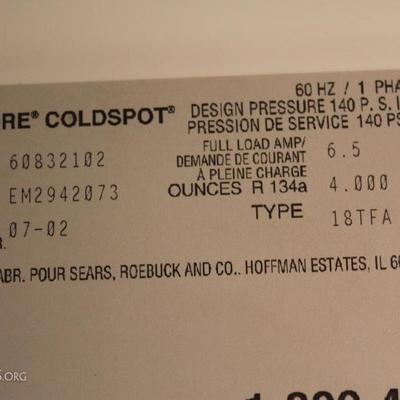 60 HZ / 1 PHA
ORE® COLDSPOT®
DESIGN PRESSURE 140 P. S. I
PRESSION DE SERVICE 140 PS
60832102
FULL LOAD AMP/
DEMANDE DE COURANT
À PLEINE CHARGE
6.5
EM2942073
OUNCES R 134a
4.000
07-02
TYPE
18TFA
R.
ABR. POUR SEARS, ROEBUCK AND CO., HOFFMAN ESTATES, IL 6
S.ORG